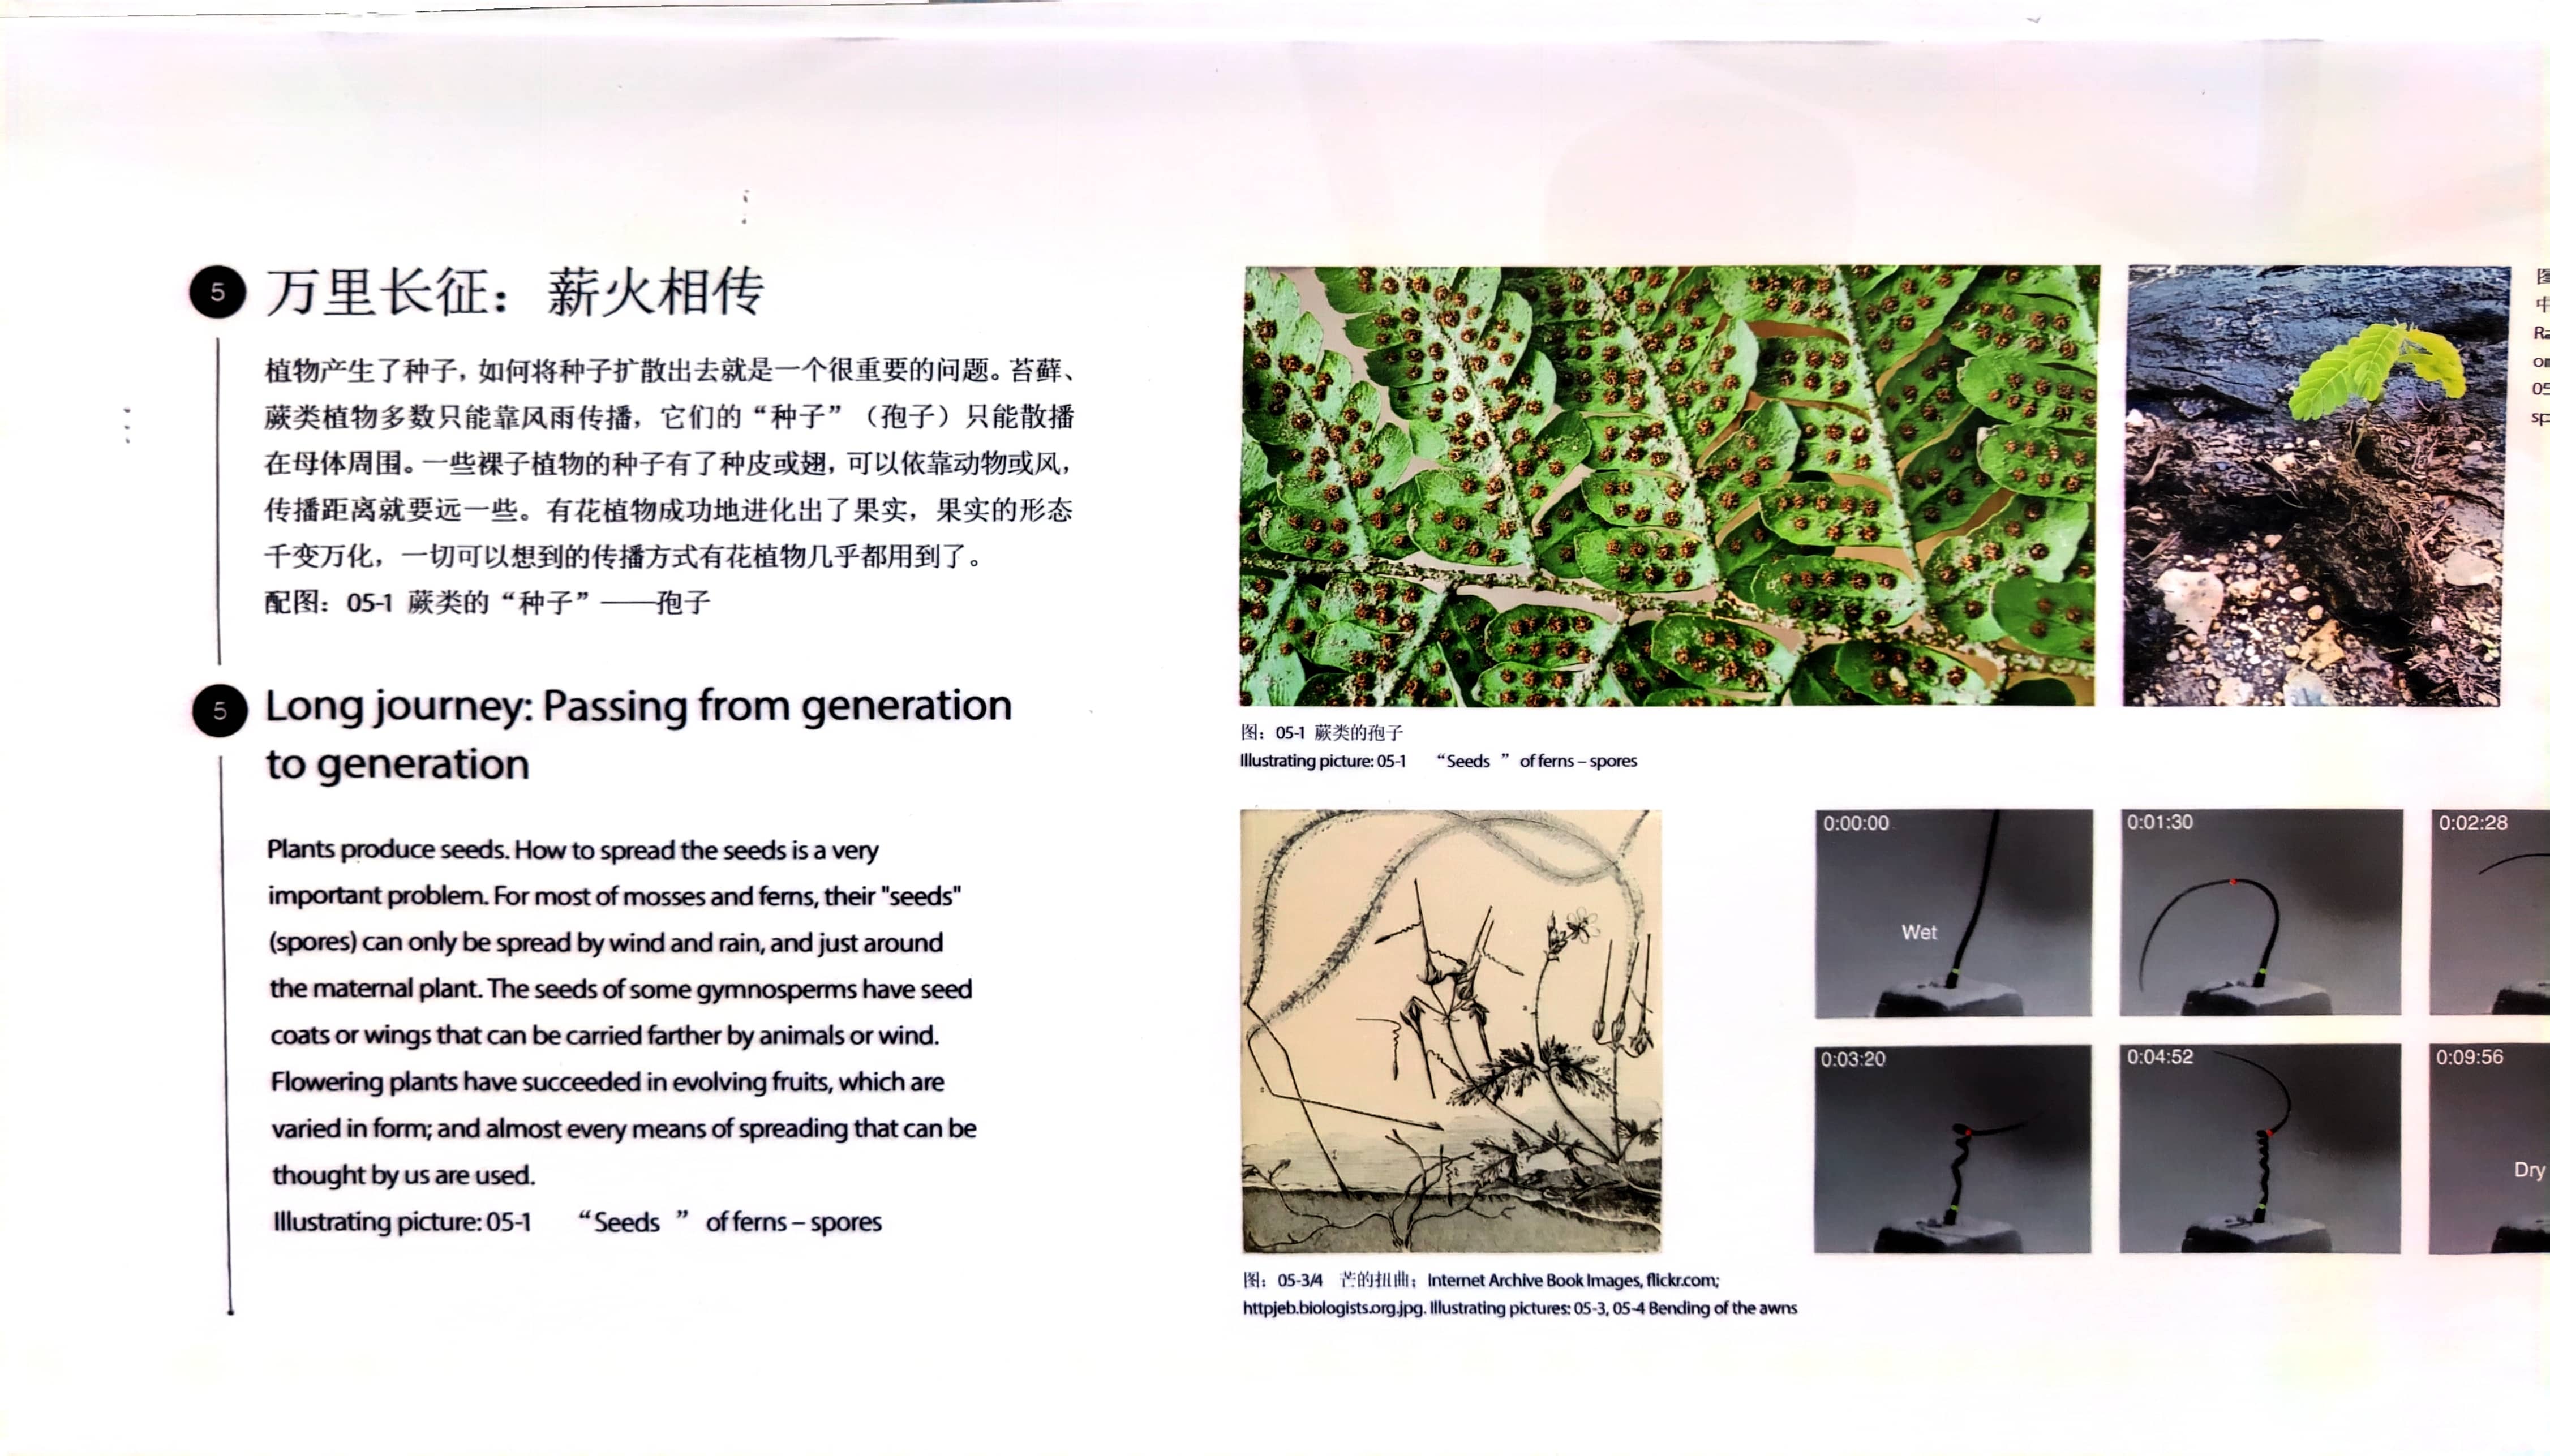 5 万里长征：薪火相传
植物产生了种子，如何将种子扩散出去就是一个很重要的问题。苔藓、
蕨类植物多数只能靠风雨传播，它们的“种子”（孢子）只能散播
在母体周围。一些裸子植物的种子有了种皮或翅，可以依靠动物或风，
传播距离就要远一些。有花植物成功地进化出了果实，果实的形态
千变万化，一切可以想到的传播方式有花植物几乎都用到了。
配图：05-1 蕨类的“种子”——孢子
5 Long journey: Passing from generation
to generation
Plants produce seeds. How to spread the seeds is a very
important problem. For most of mosses and ferns, their "seeds"
(spores) can only be spread by wind and rain, and just around
the maternal plant. The seeds of some gymnosperms have seed
coats or wings that can be carried farther by animals or wind.
Flowering plants have succeeded in evolving fruits, which are
varied in form; and almost every means of spreading that can be
thought by us are used.
Illustrating picture: 05-1 “Seeds ” of ferns – spores
图：05-1 蕨类的孢子
Illustrating picture: 05-1 “Seeds ” of ferns – spores
0:00:00
Wet
0:01:30
0:02:28
0:03:20
0:04:52
0:09:56
Dry
图：05-3/4 芒的扭曲；Internet Archive Book Images, flickr.com;
httpjeb.biologists.org.jpg. Illustrating pictures: 05-3, 05-4 Bending of the awns